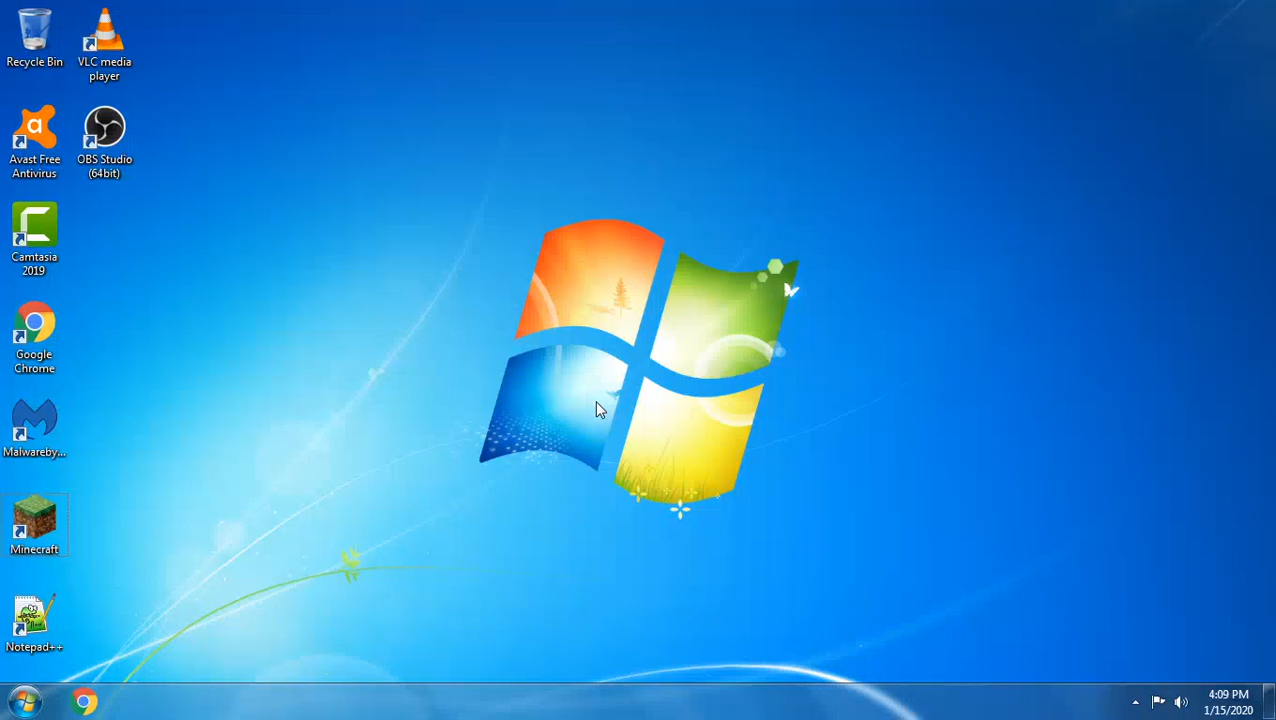 Recycle Bin
VLC media
player
Avast Free
Antivirus
OBS Studio
(64bit)
Camtasia
2019
Google
Chrome
Malwareby...
Minecraft
Notepad++
4:09 PM
1/15/2020